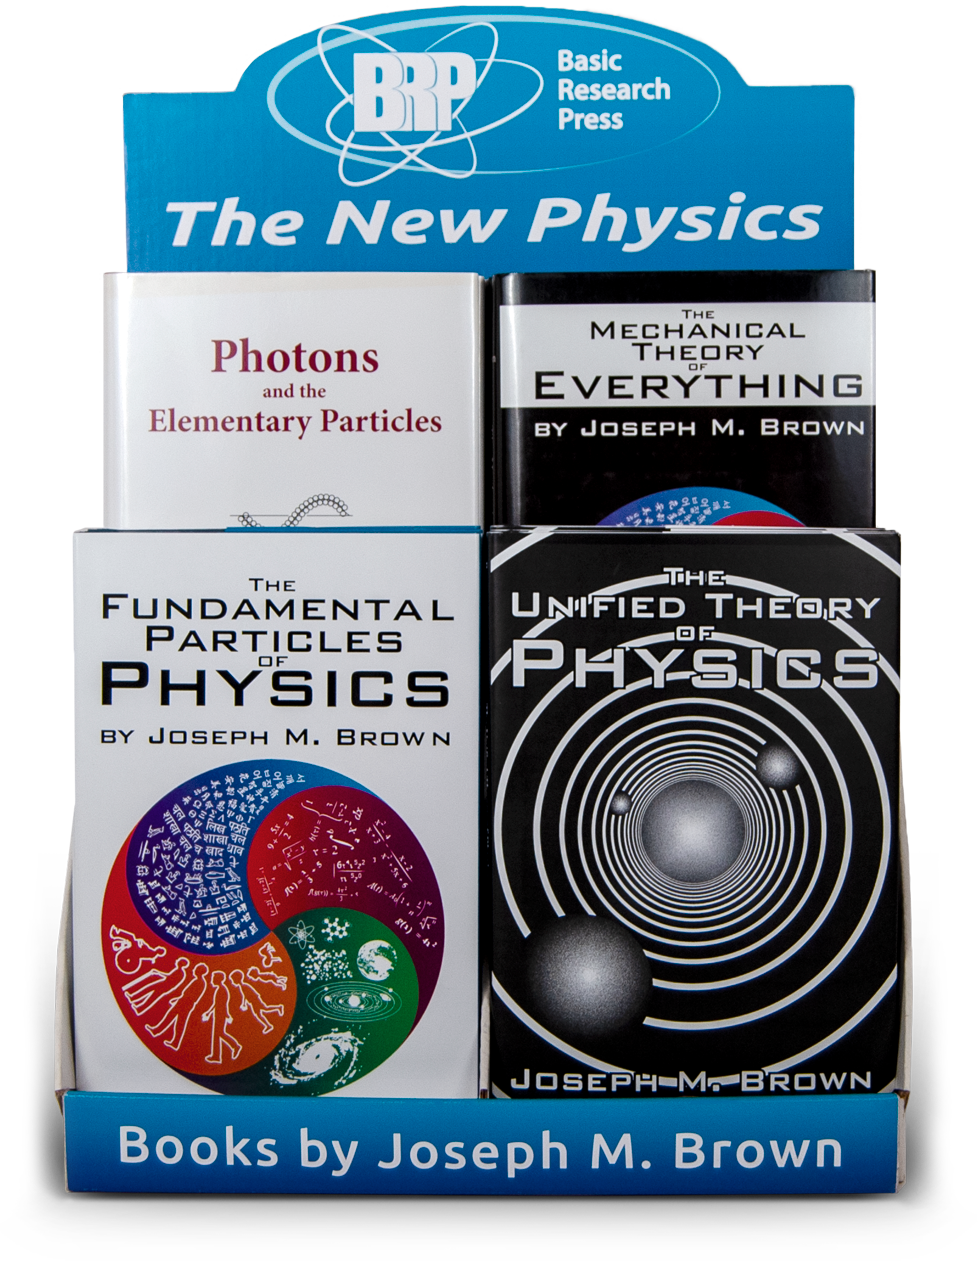 BRP
Basic
Research
Press
The New Physics
Photons
and the
Elementary Particles
THE
MECHANICAL
THEORY
OF
EVERYTHING
BY JOSEPH M. BROWN
THE
FUNDAMENTAL
PARTICLES
OF
PHYSICS
BY JOSEPH M. BROWN
THE
UNIFIED THEORY
OF
PHYSICS
JOSEPH M. BROWN
Books by Joseph M. Brown